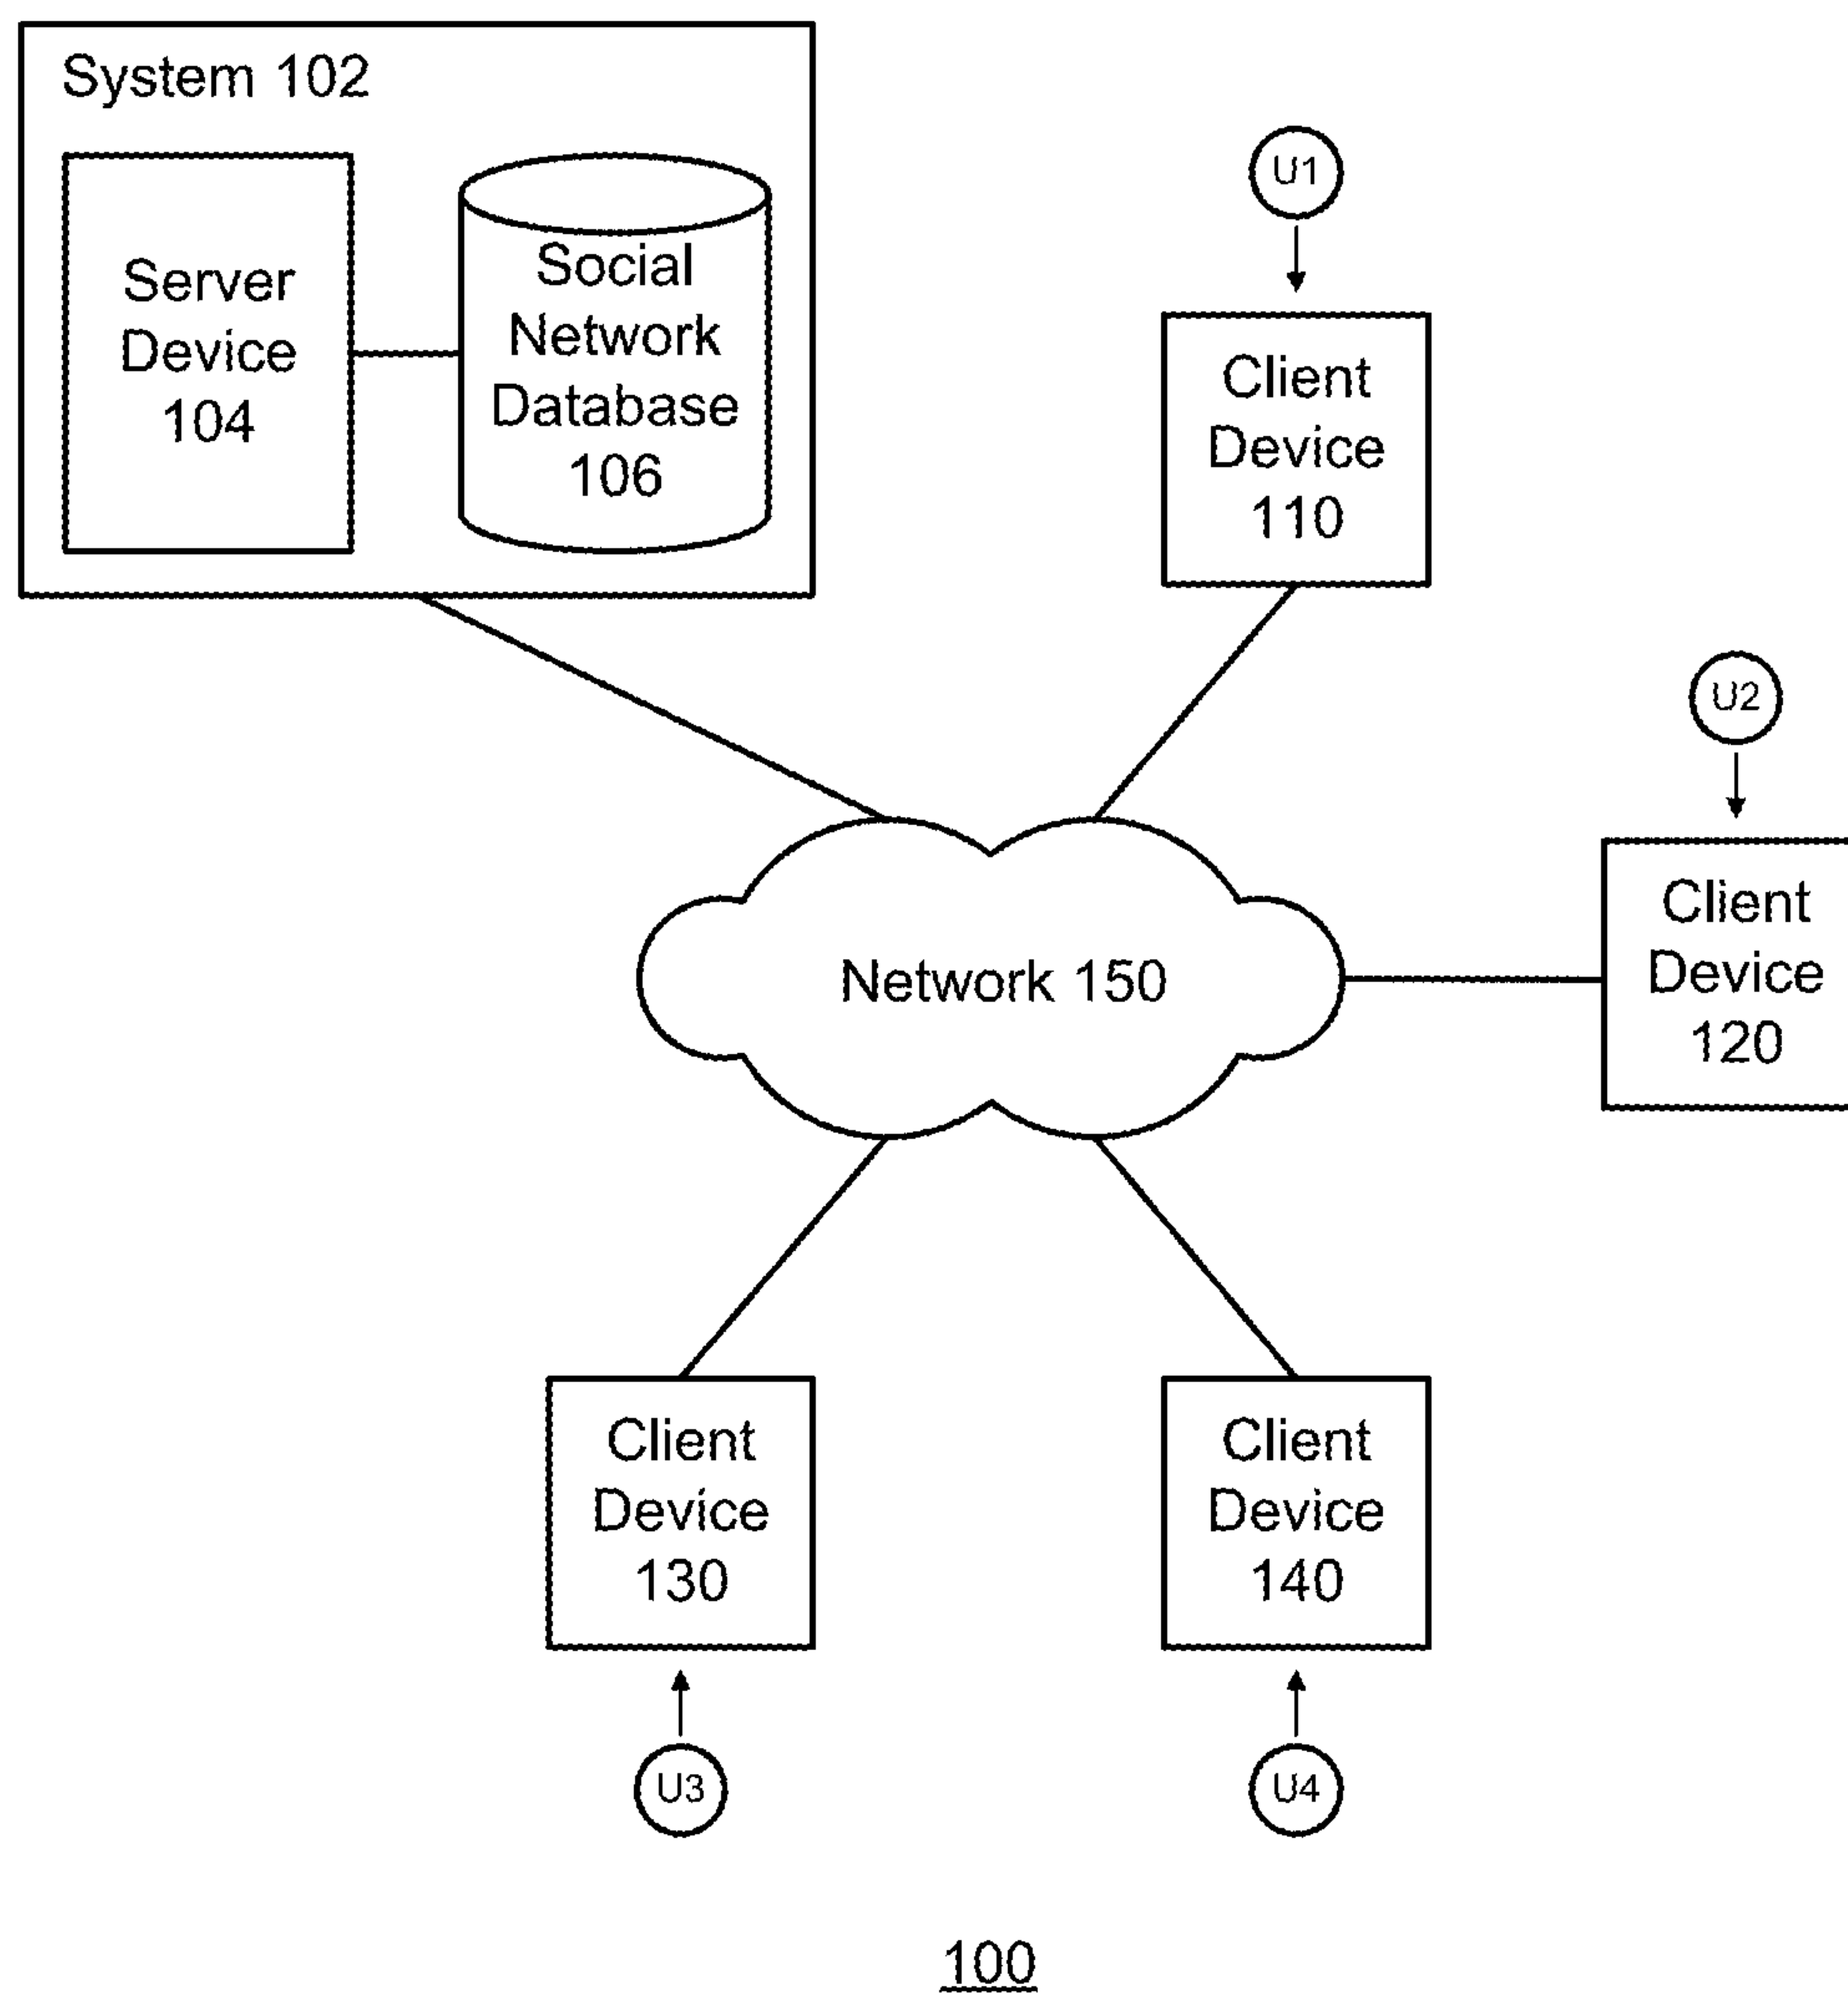 System 102
Server
Device
104
Social
Network
Database
106
U1
Client
Device
110
U2
Client
Device
120
Network 150
Client
Device
130
Client
Device
140
U3
U4
100